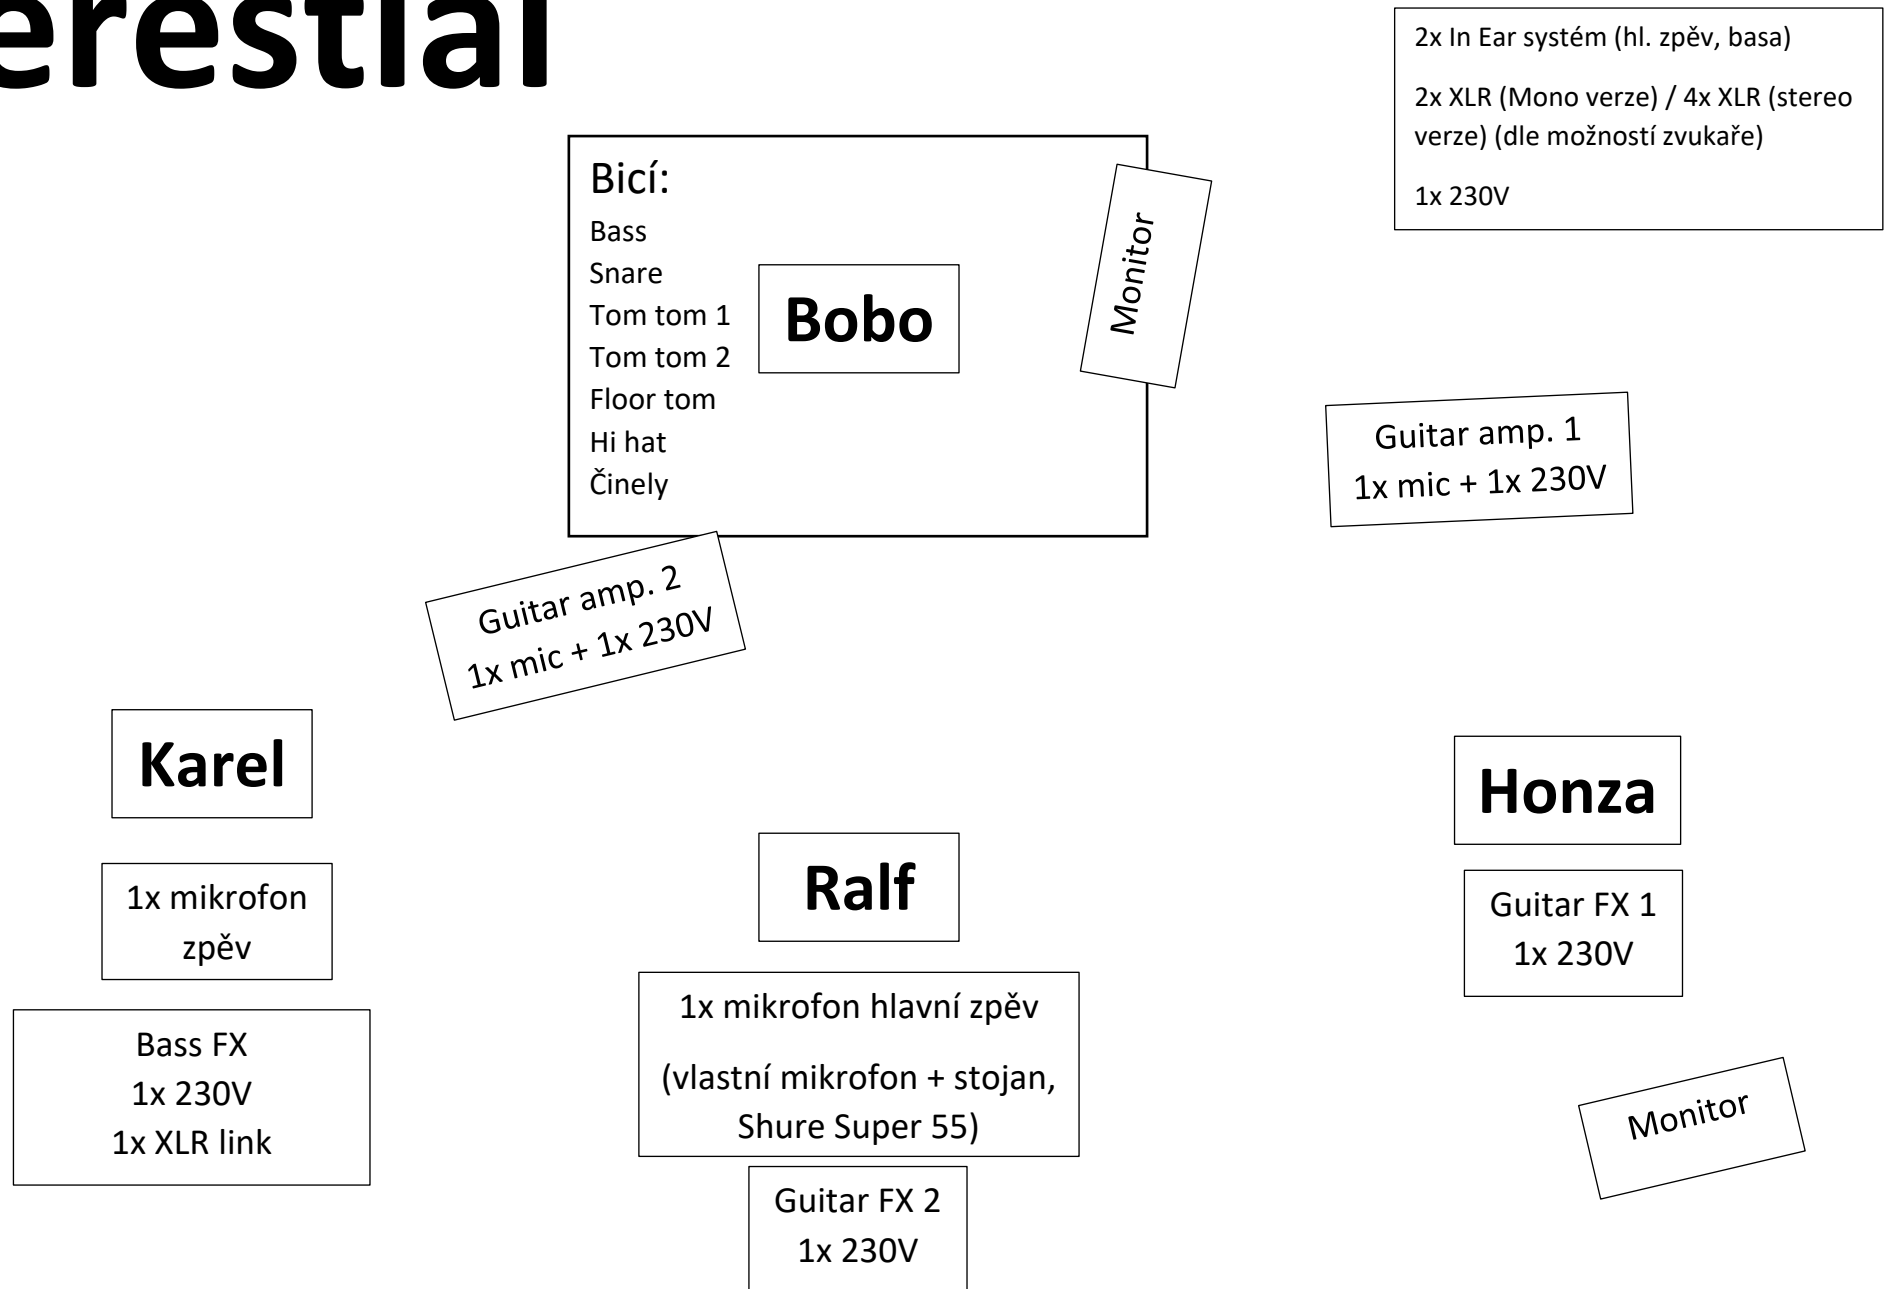 erestial
2x In Ear systém (hl. zpěv, basa)
2x XLR (Mono verze) / 4x XLR (stereo
verze) (dle možností zvukaře)
1x 230V
Bicí:
Bass
Snare
Tom tom 1
Tom tom 2
Floor tom
Hi hat
Činely
Bobo
Monitor
Guitar amp. 1
1x mic + 1x 230V
Guitar amp. 2
1x mic + 1x 230V
Karel
1x mikrofon
zpěv
Bass FX
1x 230V
1x XLR link
Ralf
1x mikrofon hlavní zpěv
(vlastní mikrofon + stojan,
Shure Super 55)
Guitar FX 2
1x 230V
Honza
Guitar FX 1
1x 230V
Monitor